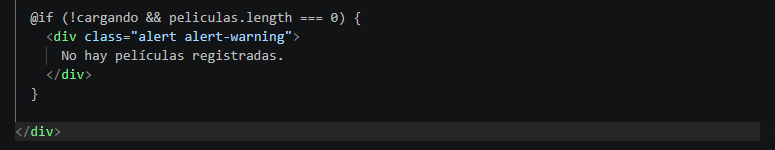 @if (!cargando && peliculas.length === 0) {
<div class="alert alert-warning">
No hay películas registradas.
</div>
}
</div>